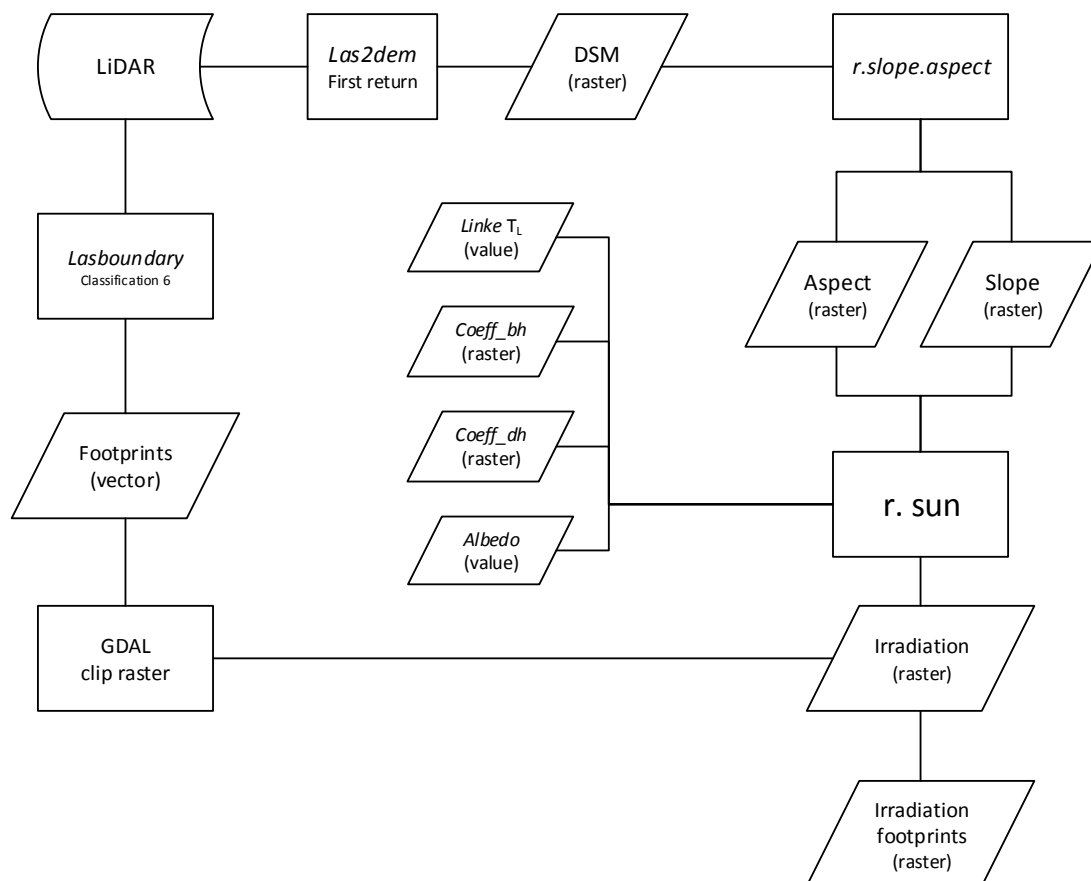 LiDAR
Las2dem
First return
DSM
(raster)
r.slope.aspect
Linke TL
(value)
Lasboundary
Classification 6
Aspect
(raster)
Slope
(raster)
Coeff_bh
(raster)
Coeff_dh
(raster)
Footprints
(vector)
r. sun
Albedo
(value)
GDAL
clip raster
Irradiation
(raster)
Irradiation
footprints
(raster)